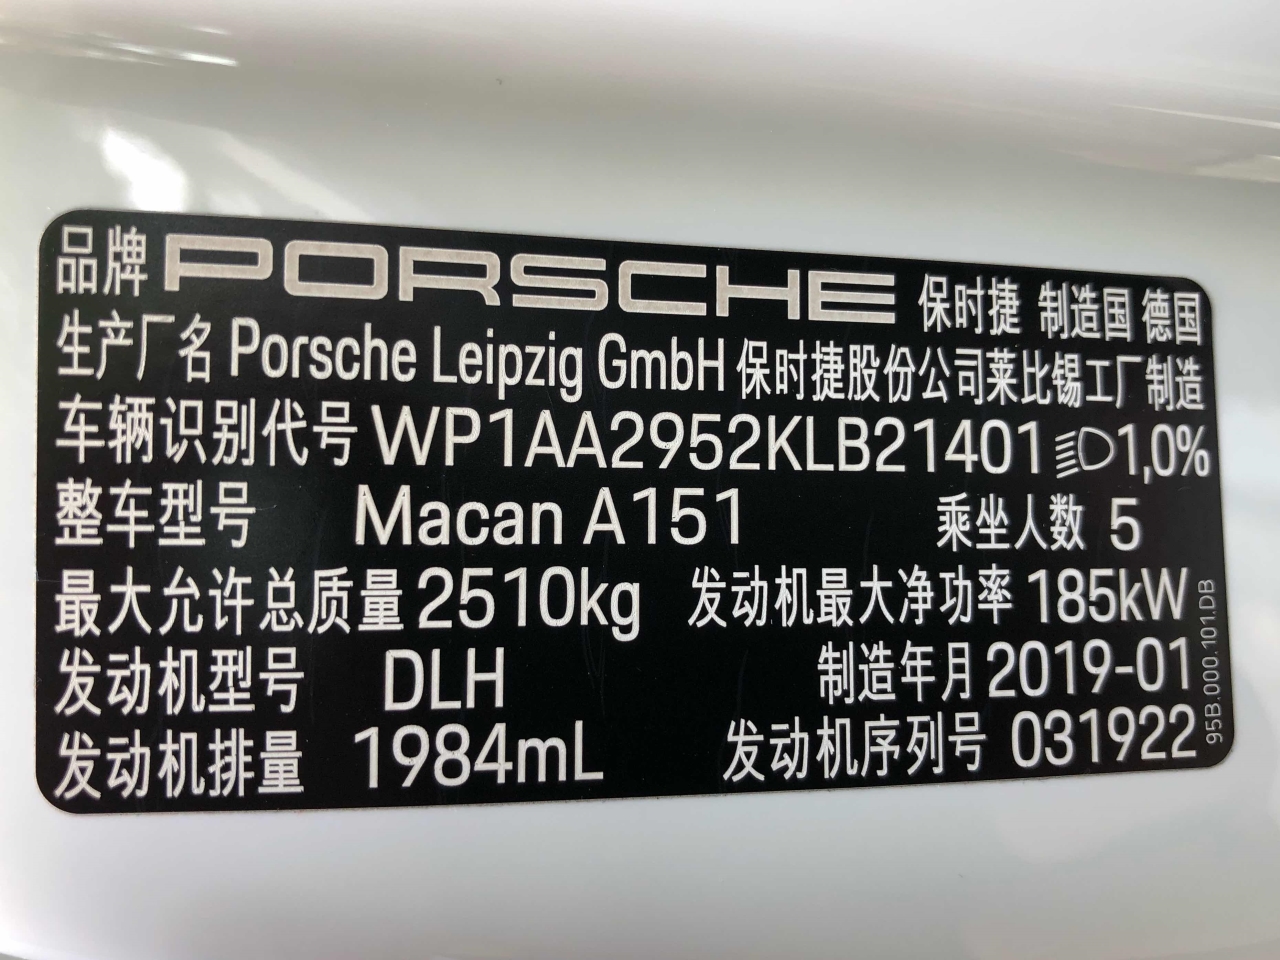 品牌 PORSCHE 保时捷 制造国 德国
生产厂名 Porsche Leipzig GmbH 保时捷股份公司莱比锡工厂制造
车辆识别代号 WP1AA2952KLB21401 1,0%
整车型号 Macan A151 乘坐人数 5
最大允许总质量 2510kg 发动机最大净功率 185kW
发动机型号 DLH 制造年月 2019-01
发动机排量 1984mL 发动机序列号 031922
95B.000.101.DB